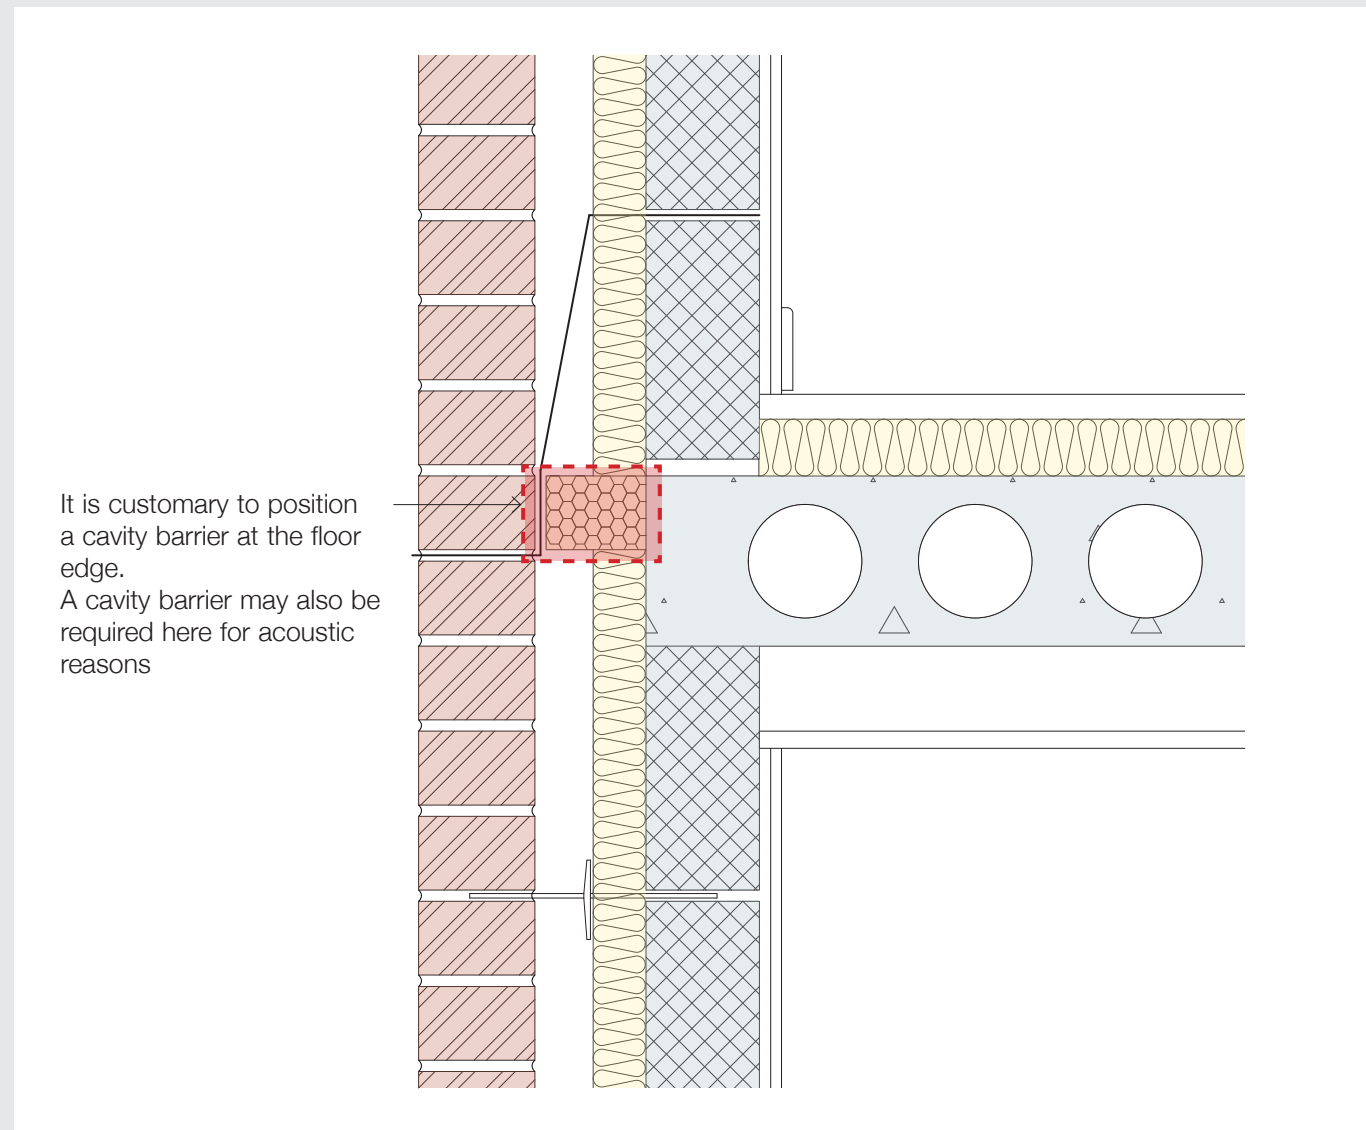 It is customary to position
a cavity barrier at the floor
edge.
A cavity barrier may also be
required here for acoustic
reasons